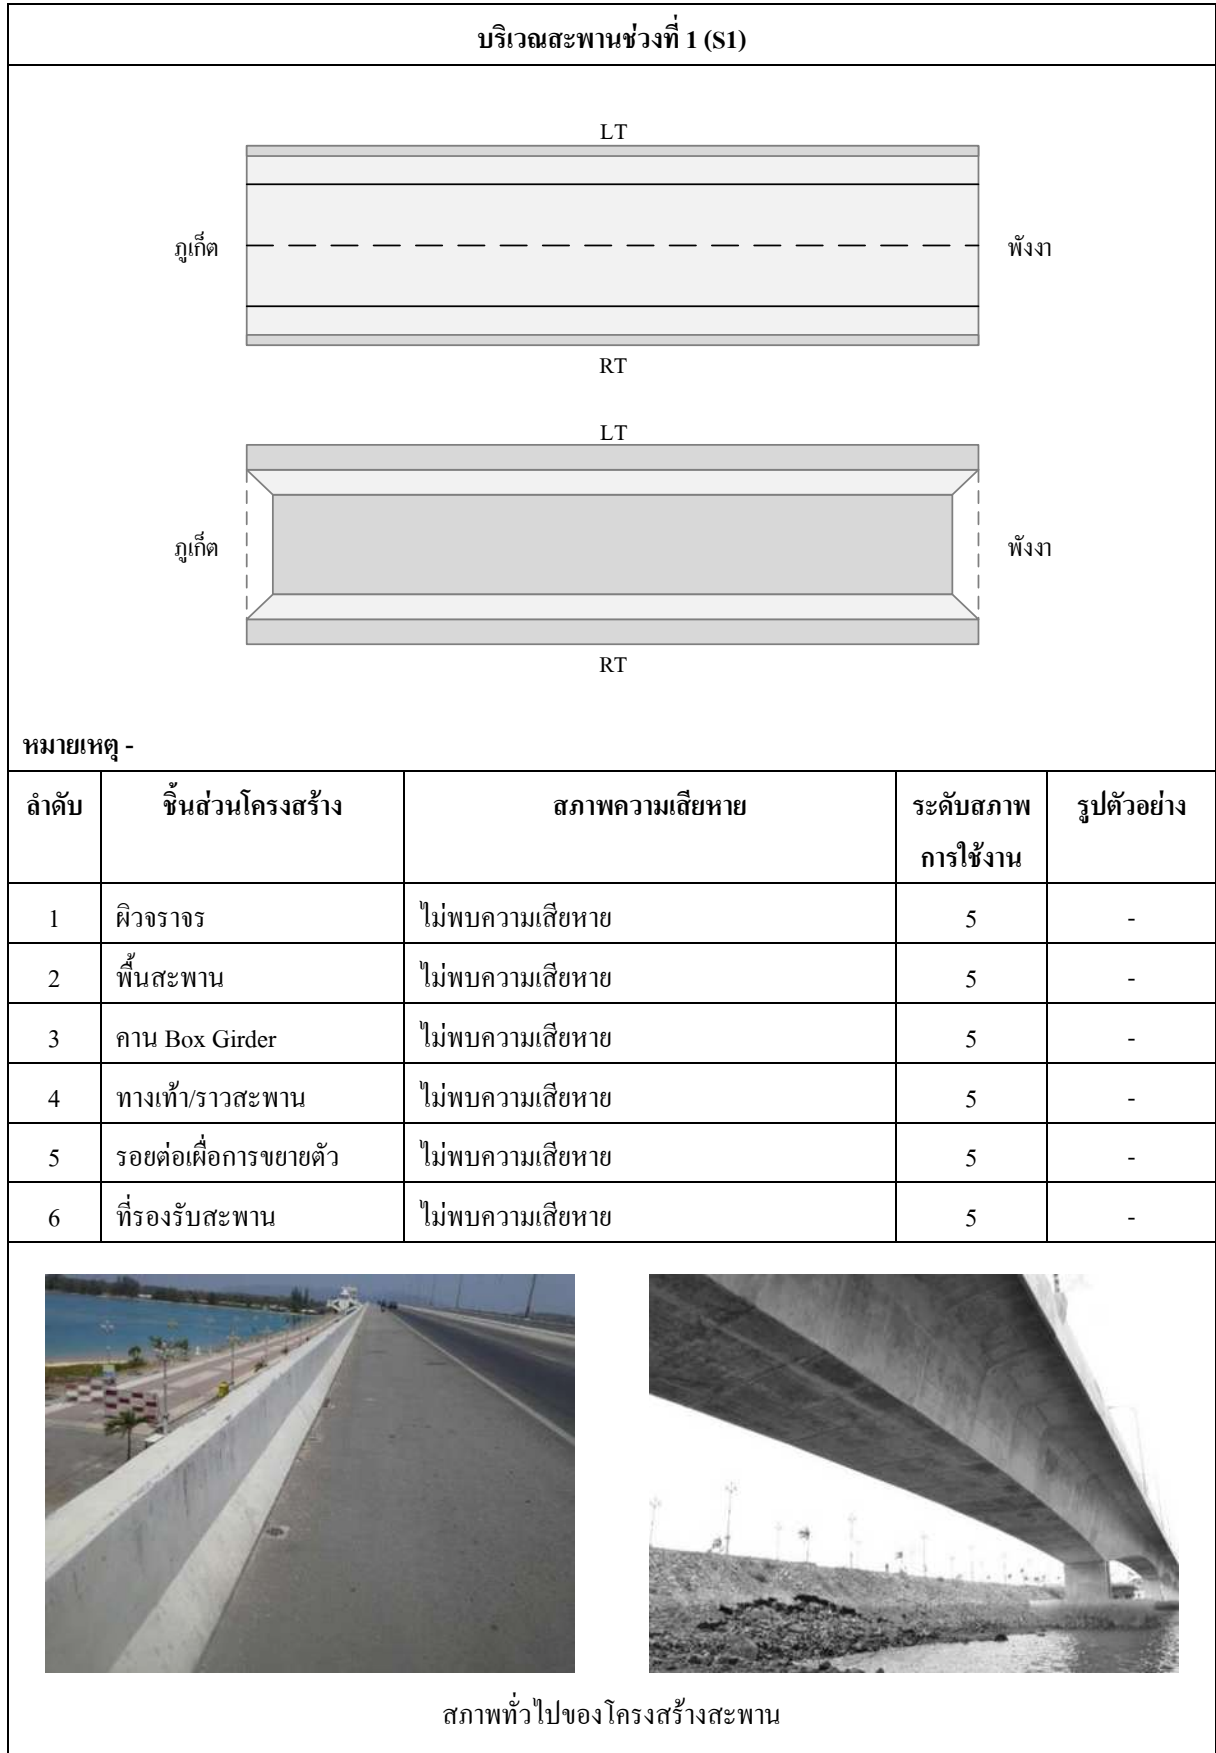 บริเวณสะพานช่วงที่ 1 (S1)
LT
ภูเก็ต
พังงา
RT
LT
ภูเก็ต
พังงา
RT
หมายเหตุ -
ลำดับ ชิ้นส่วนโครงสร้าง สภาพความเสียหาย ระดับสภาพ รูปตัวอย่าง
การใช้งาน
1 ผิวจราจร ไม่พบความเสียหาย 5 -
2 พื้นสะพาน ไม่พบความเสียหาย 5 -
3 คาน Box Girder ไม่พบความเสียหาย 5 -
4 ทางเท้า/ราวสะพาน ไม่พบความเสียหาย 5 -
5 รอยต่อเผื่อการขยายตัว ไม่พบความเสียหาย 5 -
6 ที่รองรับสะพาน ไม่พบความเสียหาย 5 -
สภาพทั่วไปของโครงสร้างสะพาน